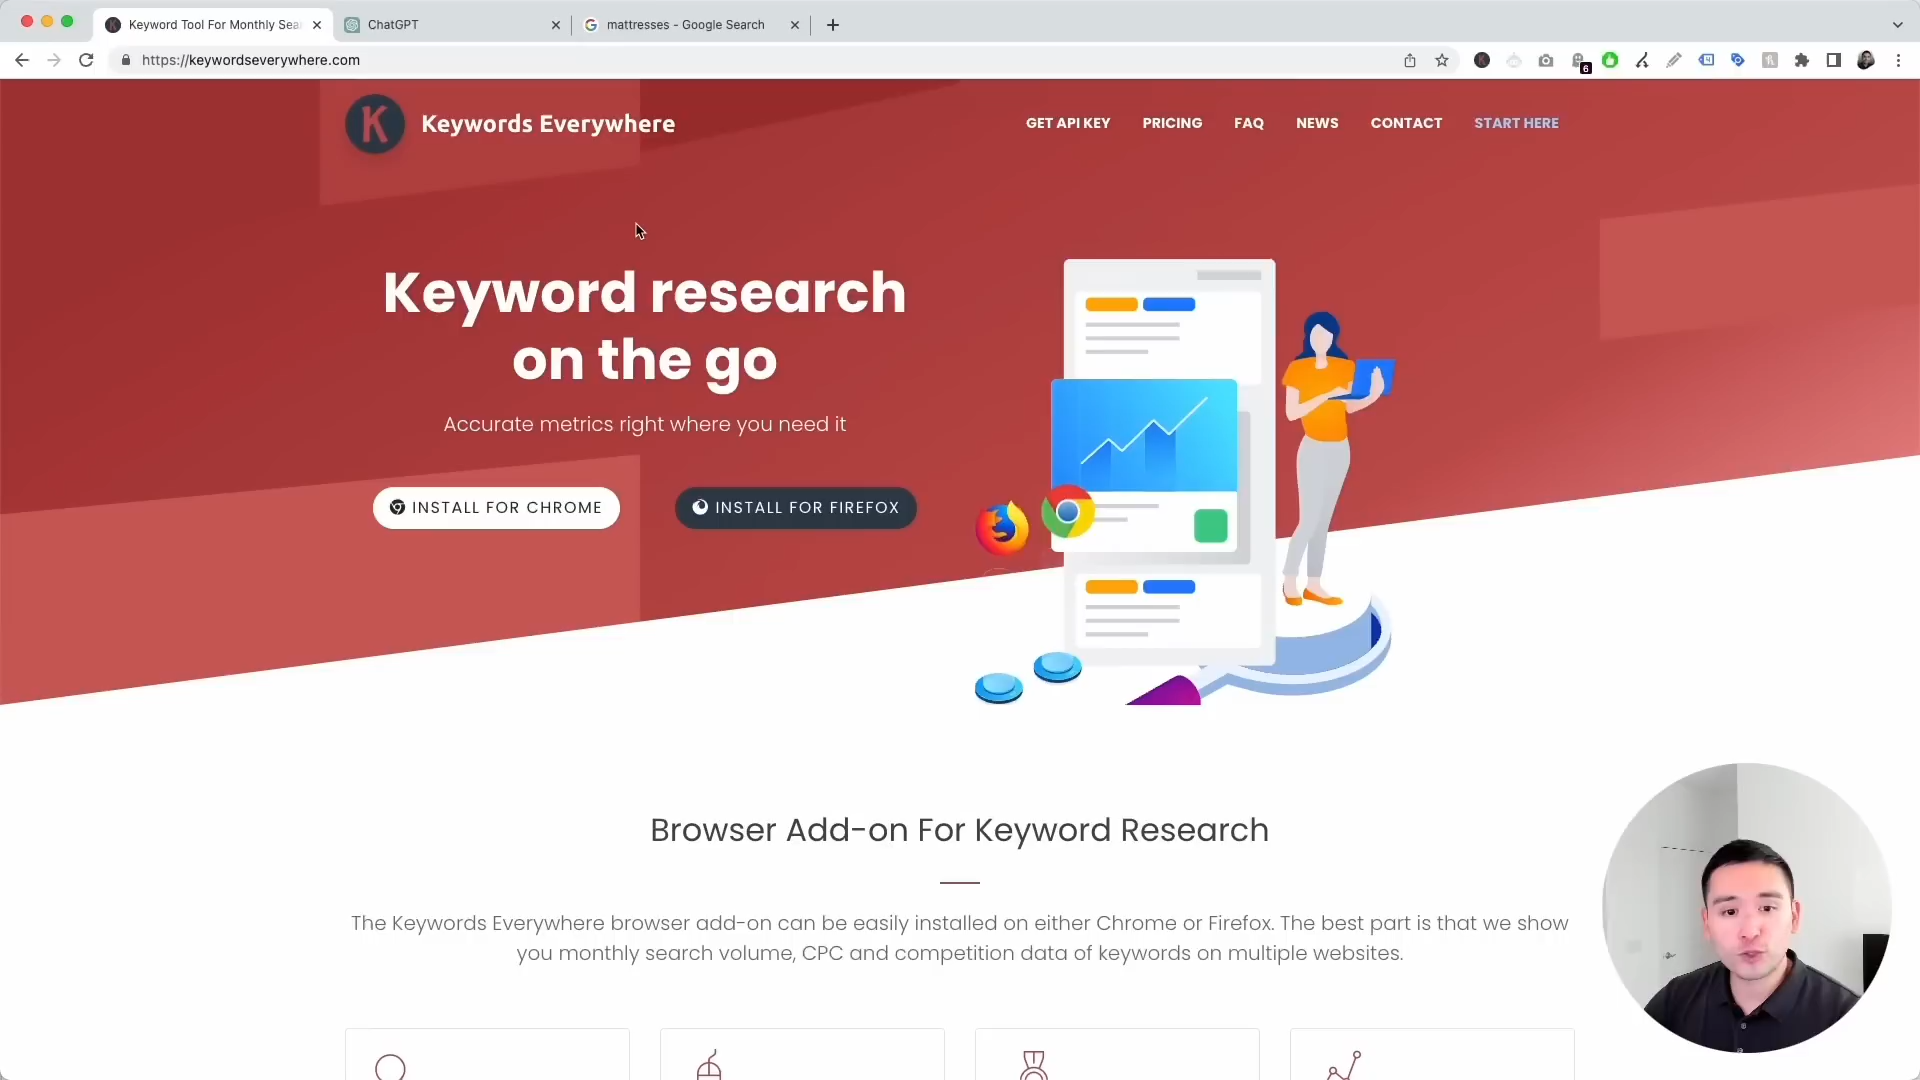 Keyword Tool For Monthly Sea
ChatGPT
mattresses - Google Search
https://keywordseverywhere.com
6
K
Keywords Everywhere
GET API KEY
PRICING
FAQ
NEWS
CONTACT
START HERE
Keyword research
on the go
Accurate metrics right where you need it
INSTALL FOR CHROME
INSTALL FOR FIREFOX
Browser Add-on For Keyword Research
The Keywords Everywhere browser add-on can be easily installed on either Chrome or Firefox. The best part is that we show
you monthly search volume, CPC and competition data of keywords on multiple websites.